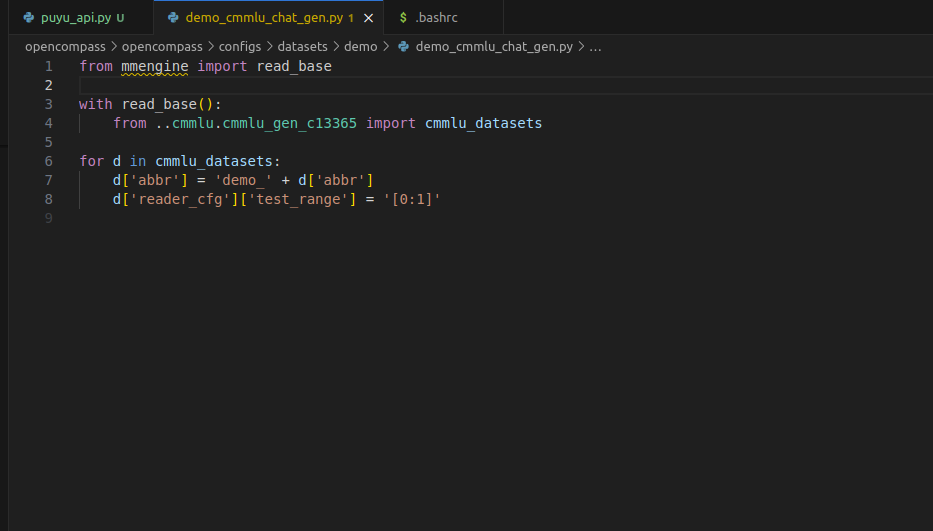 puyu_api.py U demo_cmmlu_chat_gen.py 1 × $ .bashrc
opencompass > opencompass > configs > datasets > demo > demo_cmmlu_chat_gen.py > ...
1 from mmengine import read_base
2
3 with read_base():
4     from ..cmmlu.cmmlu_gen_c13365 import cmmlu_datasets
5
6 for d in cmmlu_datasets:
7     d['abbr'] = 'demo_' + d['abbr']
8     d['reader_cfg']['test_range'] = '[0:1]'
9